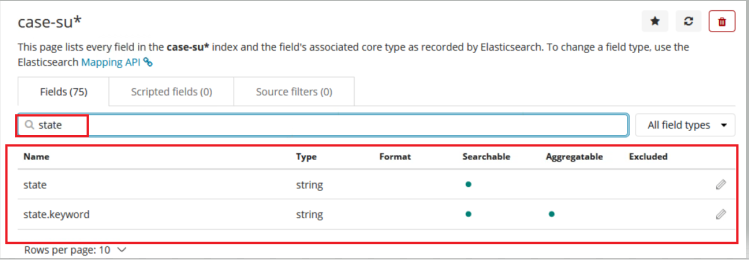 case-su*
This page lists every field in the case-su* index and the field's associated core type as recorded by Elasticsearch. To change a field type, use the
Elasticsearch Mapping API
Fields (75) Scripted fields (0) Source filters (0)
state All field types
Name Type Format Searchable Aggregatable Excluded
state string
state.keyword string
Rows per page: 10